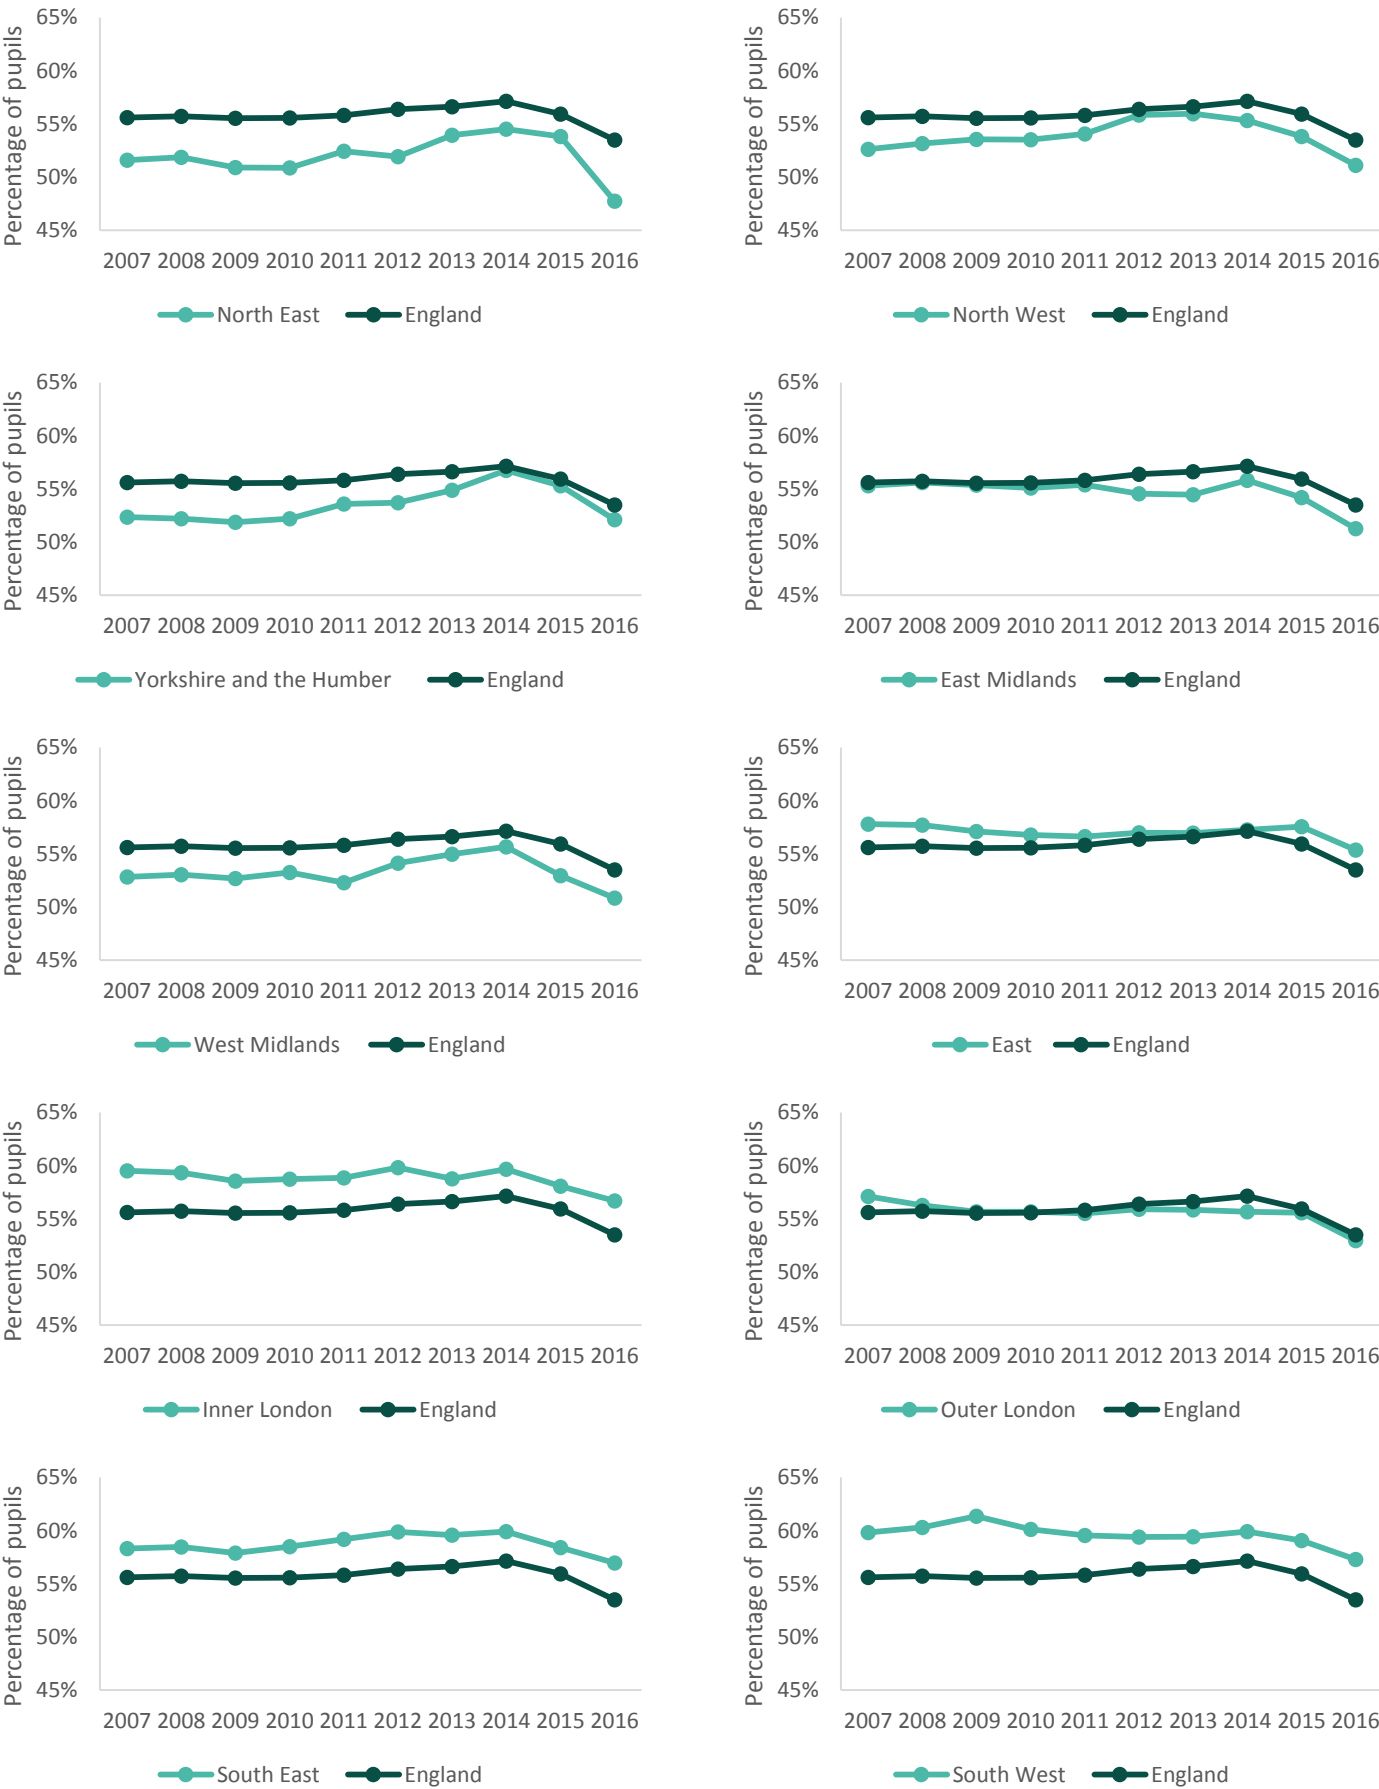 65%
60%
55%
50%
45%
Percentage of pupils
2007 2008 2009 2010 2011 2012 2013 2014 2015 2016
North East England
65%
60%
55%
50%
45%
Percentage of pupils
2007 2008 2009 2010 2011 2012 2013 2014 2015 2016
North West England
65%
60%
55%
50%
45%
Percentage of pupils
2007 2008 2009 2010 2011 2012 2013 2014 2015 2016
Yorkshire and the Humber England
65%
60%
55%
50%
45%
Percentage of pupils
2007 2008 2009 2010 2011 2012 2013 2014 2015 2016
East Midlands England
65%
60%
55%
50%
45%
Percentage of pupils
2007 2008 2009 2010 2011 2012 2013 2014 2015 2016
West Midlands England
65%
60%
55%
50%
45%
Percentage of pupils
2007 2008 2009 2010 2011 2012 2013 2014 2015 2016
East England
65%
60%
55%
50%
45%
Percentage of pupils
2007 2008 2009 2010 2011 2012 2013 2014 2015 2016
Inner London England
65%
60%
55%
50%
45%
Percentage of pupils
2007 2008 2009 2010 2011 2012 2013 2014 2015 2016
Outer London England
65%
60%
55%
50%
45%
Percentage of pupils
2007 2008 2009 2010 2011 2012 2013 2014 2015 2016
South East England
65%
60%
55%
50%
45%
Percentage of pupils
2007 2008 2009 2010 2011 2012 2013 2014 2015 2016
South West England